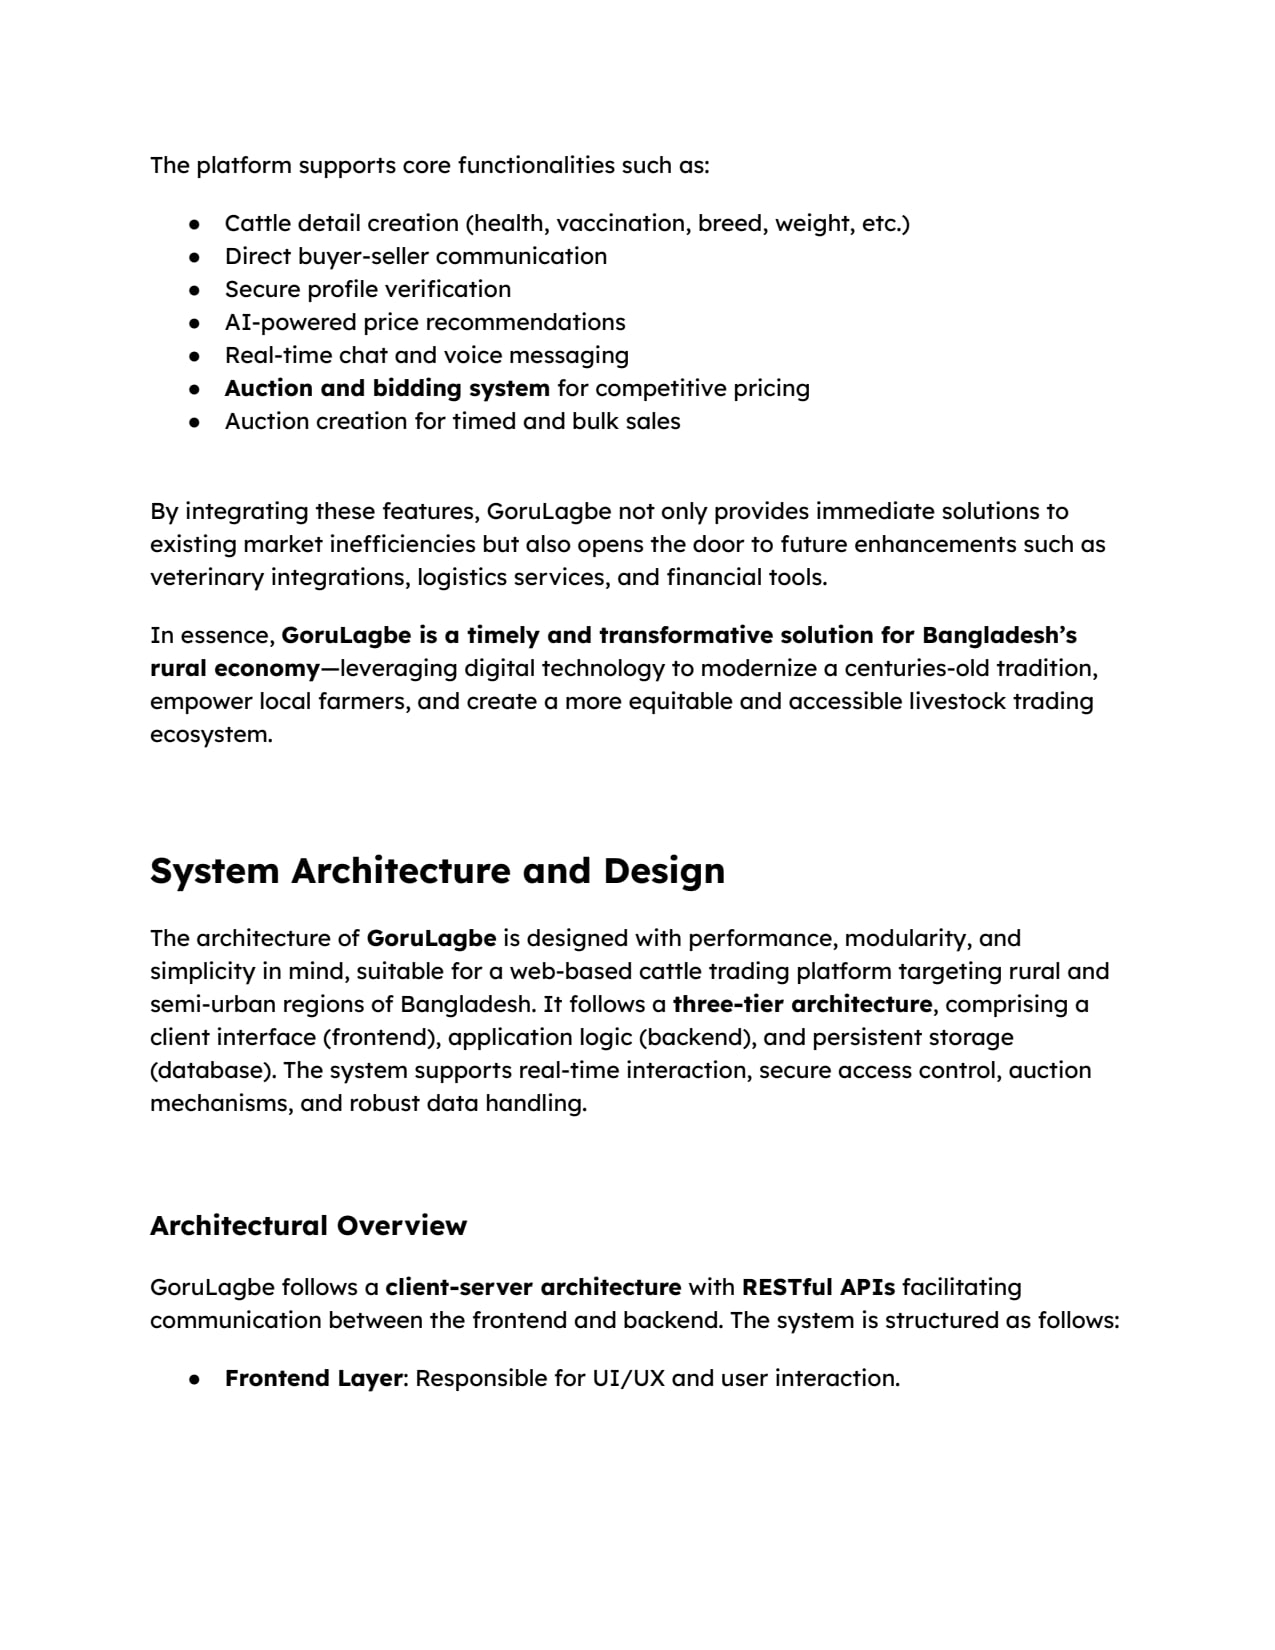 The platform supports core functionalities such as:
● Cattle detail creation (health, vaccination, breed, weight, etc.)
● Direct buyer-seller communication
● Secure profile verification
● AI-powered price recommendations
● Real-time chat and voice messaging
● Auction and bidding system for competitive pricing
● Auction creation for timed and bulk sales
By integrating these features, GoruLagbe not only provides immediate solutions to
existing market inefficiencies but also opens the door to future enhancements such as
veterinary integrations, logistics services, and financial tools.
In essence, GoruLagbe is a timely and transformative solution for Bangladesh’s
rural economy—leveraging digital technology to modernize a centuries-old tradition,
empower local farmers, and create a more equitable and accessible livestock trading
ecosystem.
System Architecture and Design
The architecture of GoruLagbe is designed with performance, modularity, and
simplicity in mind, suitable for a web-based cattle trading platform targeting rural and
semi-urban regions of Bangladesh. It follows a three-tier architecture, comprising a
client interface (frontend), application logic (backend), and persistent storage
(database). The system supports real-time interaction, secure access control, auction
mechanisms, and robust data handling.
Architectural Overview
GoruLagbe follows a client-server architecture with RESTful APIs facilitating
communication between the frontend and backend. The system is structured as follows:
● Frontend Layer: Responsible for UI/UX and user interaction.